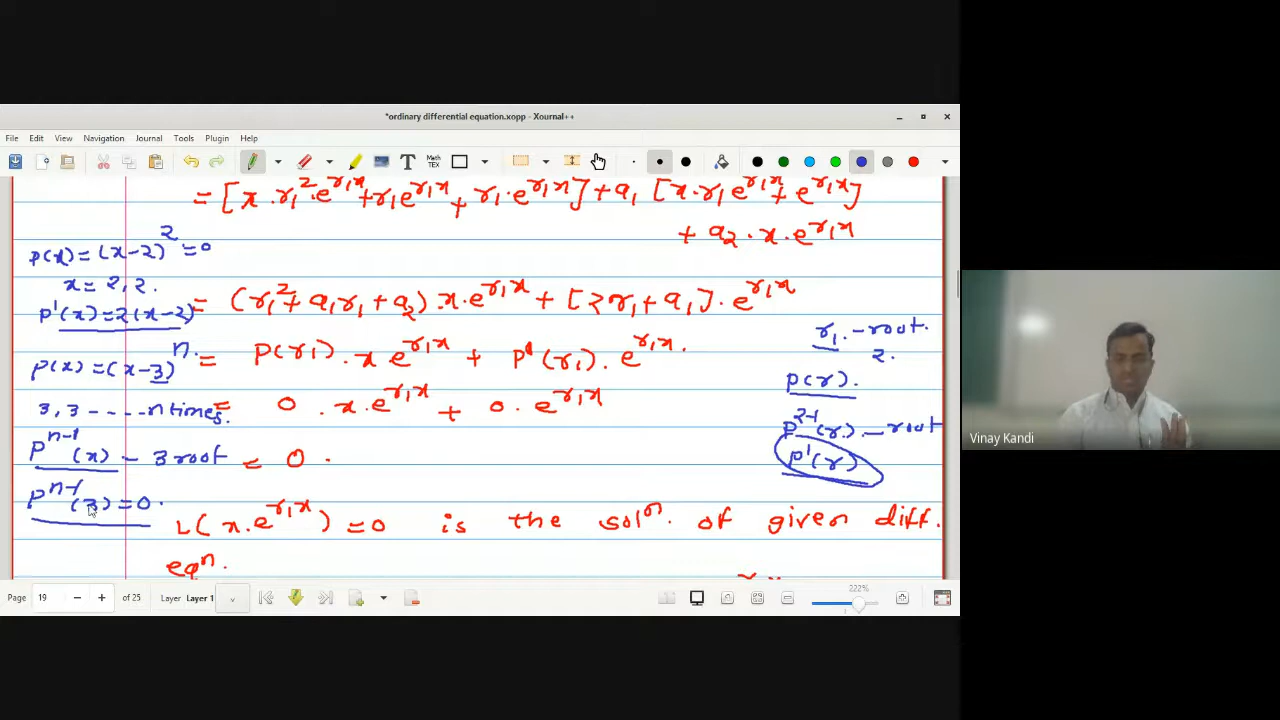 *ordinary differential equation.xopp - Xournal++
File Edit View Navigation Journal Tools Plugin Help
= [x · r₁² · e^{r₁x} + r₁e^{r₁x} + r₁ · e^{r₁x}] + a₁ [x · r₁ e^{r₁x} + e^{r₁x}]
+ a₂ · x · e^{r₁x}
p(x) = (x-2)² = 0
x = 2, 2.
p'(x) = 2(x-2)
= (r₁² + a₁r₁ + a₂) · x · e^{r₁x} + [2r₁ + a₁] · e^{r₁x}
r₁ - root.
2.
p(x) = (x-3)^n
= P(r₁) · x e^{r₁x} + P'(r₁) · e^{r₁x}.
p(r).
3, 3 - - - - n times.
= 0 · x · e^{r₁x} + 0 · e^{r₁x}
p^{2-1}(r₁) - root
p'(r)
p^{n-1}(x) - 3 root
= 0 ·
p^{n-1}(3) = 0.
L(x · e^{r₁x}) = 0 is the solⁿ. of given diff.
eqⁿ.
Vinay Kandi
Page 19 of 25 Layer Layer 1 222%